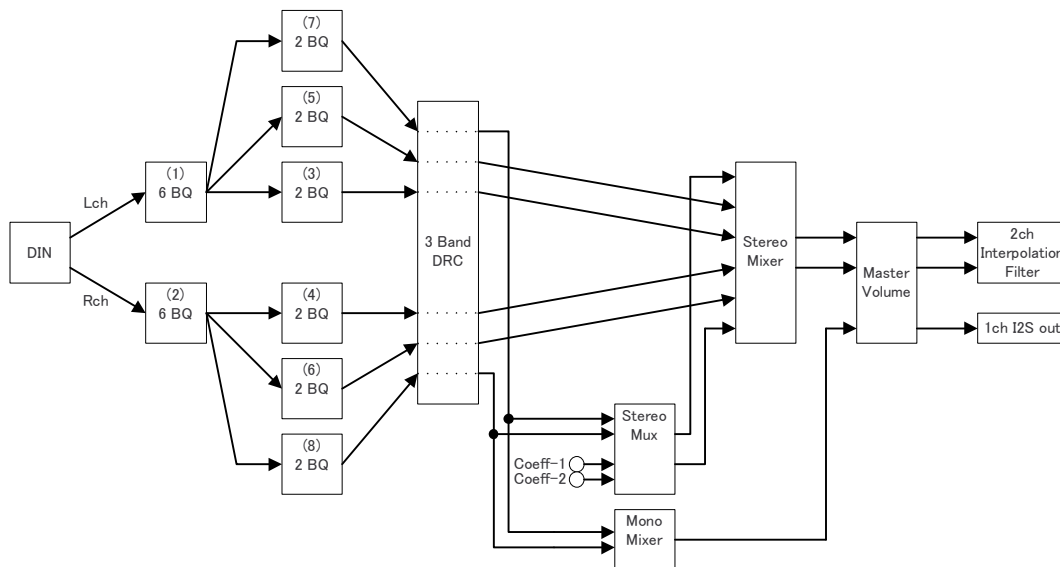 (7)
2 BQ
(5)
2 BQ
(1)
6 BQ
(3)
2 BQ
Lch
DIN
Rch
(2)
6 BQ
(4)
2 BQ
(6)
2 BQ
(8)
2 BQ
3 Band
DRC
Stereo
Mixer
Master
Volume
2ch
Interpolation
Filter
1ch I2S out
Stereo
Mux
Coeff-1
Coeff-2
Mono
Mixer